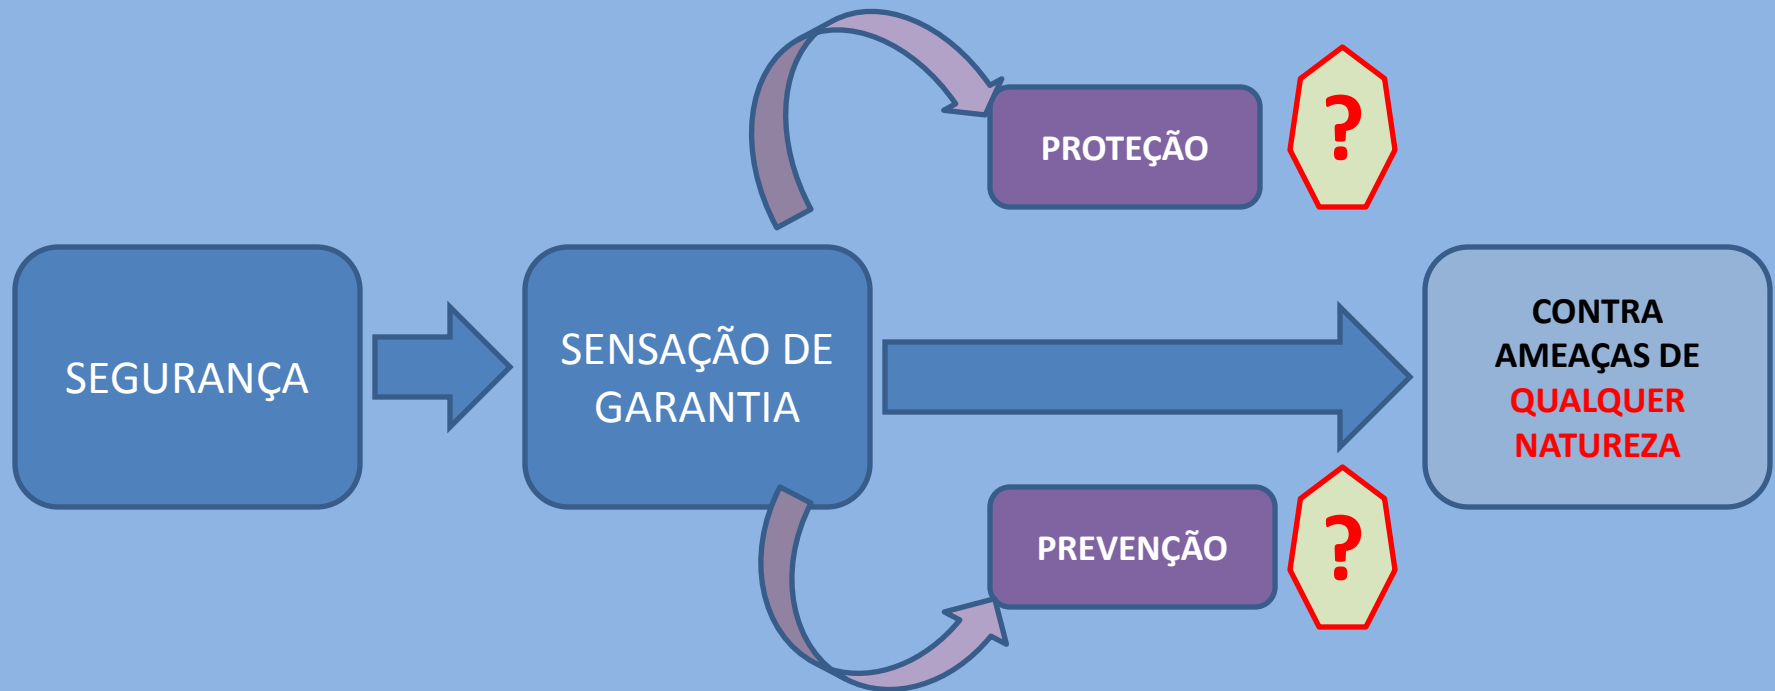 PROTEÇÃO
?
SEGURANÇA
SENSAÇÃO DE
GARANTIA
CONTRA
AMEAÇAS DE
QUALQUER
NATUREZA
PREVENÇÃO
?